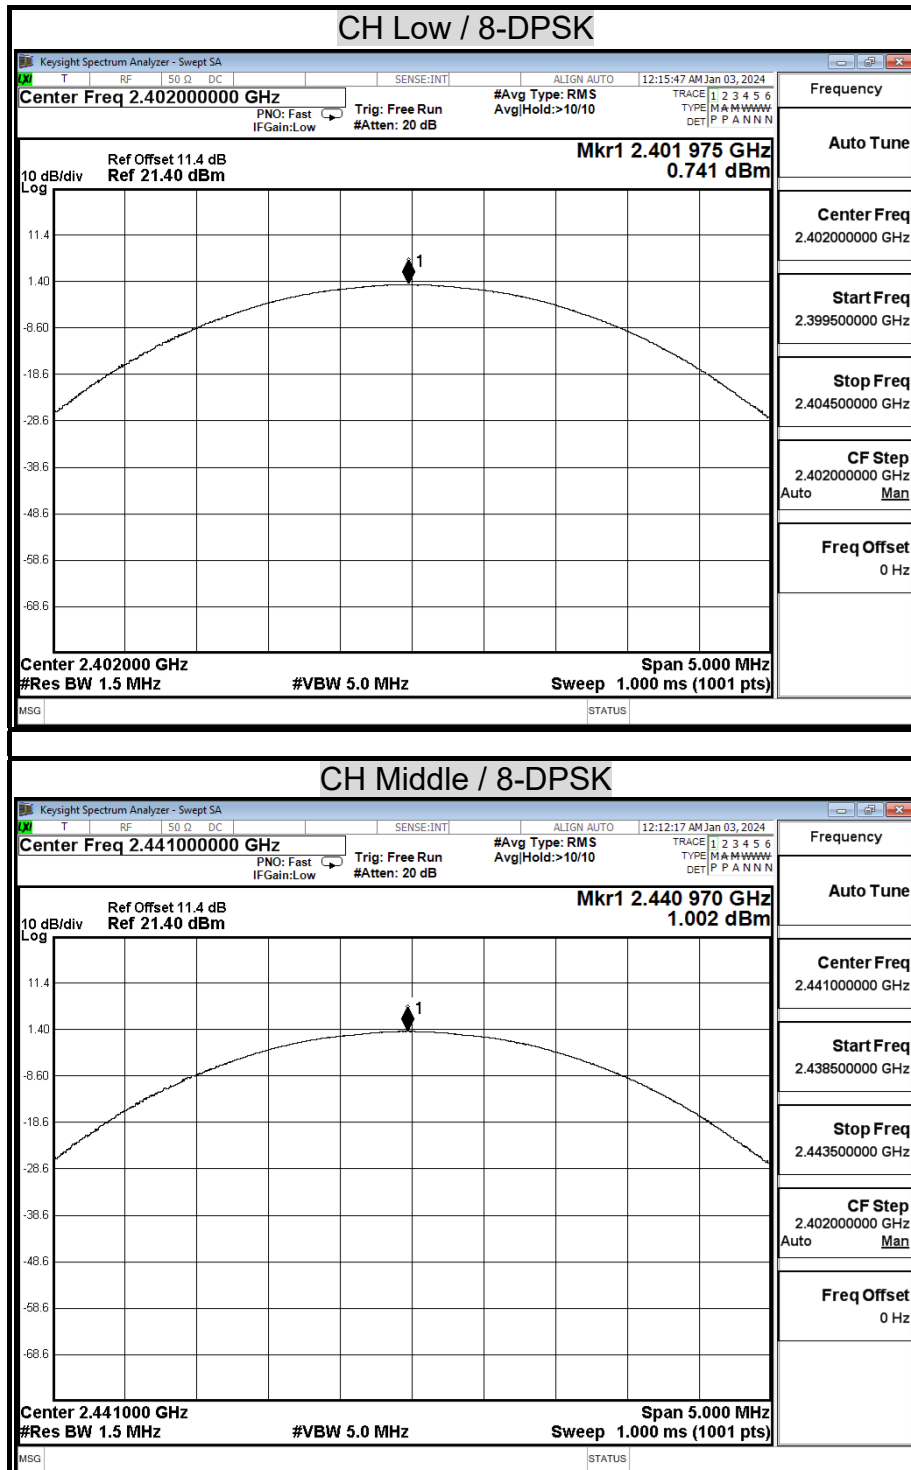 CH Low / 8-DPSK
Keysight Spectrum Analyzer - Swept SA
LXI T RF 50 Ω DC SENSE:INT ALIGN AUTO 12:15:47 AM Jan 03, 2024
Center Freq 2.402000000 GHz
#Avg Type: RMS
TRACE 1 2 3 4 5 6
PNO: Fast
Trig: Free Run
Avg|Hold:>10/10
TYPE M A M W W W W
IFGain:Low
#Atten: 20 dB
DET P P A N N N
Frequency
Auto Tune
Center Freq
2.402000000 GHz
Start Freq
2.399500000 GHz
Stop Freq
2.404500000 GHz
CF Step
2.402000000 GHz
Auto Man
Freq Offset
0 Hz
Mkr1 2.401 975 GHz
0.741 dBm
Ref Offset 11.4 dB
10 dB/div Ref 21.40 dBm
Log
1
11.4
1.40
-8.60
-18.6
-28.6
-38.6
-48.6
-58.6
-68.6
Center 2.402000 GHz Span 5.000 MHz
#Res BW 1.5 MHz #VBW 5.0 MHz Sweep 1.000 ms (1001 pts)
MSG STATUS
CH Middle / 8-DPSK
Keysight Spectrum Analyzer - Swept SA
LXI T RF 50 Ω DC SENSE:INT ALIGN AUTO 12:12:17 AM Jan 03, 2024
Center Freq 2.441000000 GHz
#Avg Type: RMS
TRACE 1 2 3 4 5 6
PNO: Fast
Trig: Free Run
Avg|Hold:>10/10
TYPE M A M W W W W
IFGain:Low
#Atten: 20 dB
DET P P A N N N
Frequency
Auto Tune
Center Freq
2.441000000 GHz
Start Freq
2.438500000 GHz
Stop Freq
2.443500000 GHz
CF Step
2.402000000 GHz
Auto Man
Freq Offset
0 Hz
Mkr1 2.440 970 GHz
1.002 dBm
Ref Offset 11.4 dB
10 dB/div Ref 21.40 dBm
Log
1
11.4
1.40
-8.60
-18.6
-28.6
-38.6
-48.6
-58.6
-68.6
Center 2.441000 GHz Span 5.000 MHz
#Res BW 1.5 MHz #VBW 5.0 MHz Sweep 1.000 ms (1001 pts)
MSG STATUS